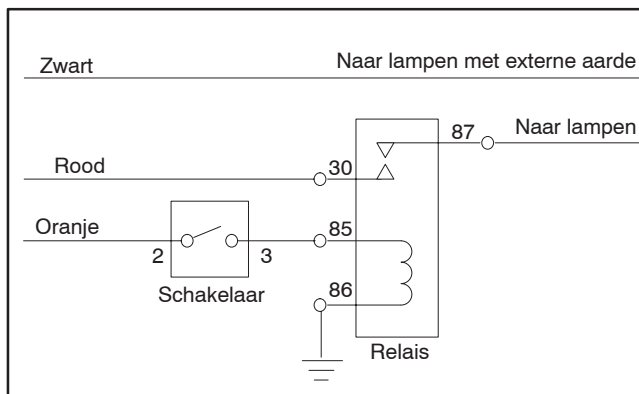 Zwart
Naar lampen met externe aarde
87
Naar lampen
Rood
30
Oranje
85
2
3
Schakelaar
86
Relais